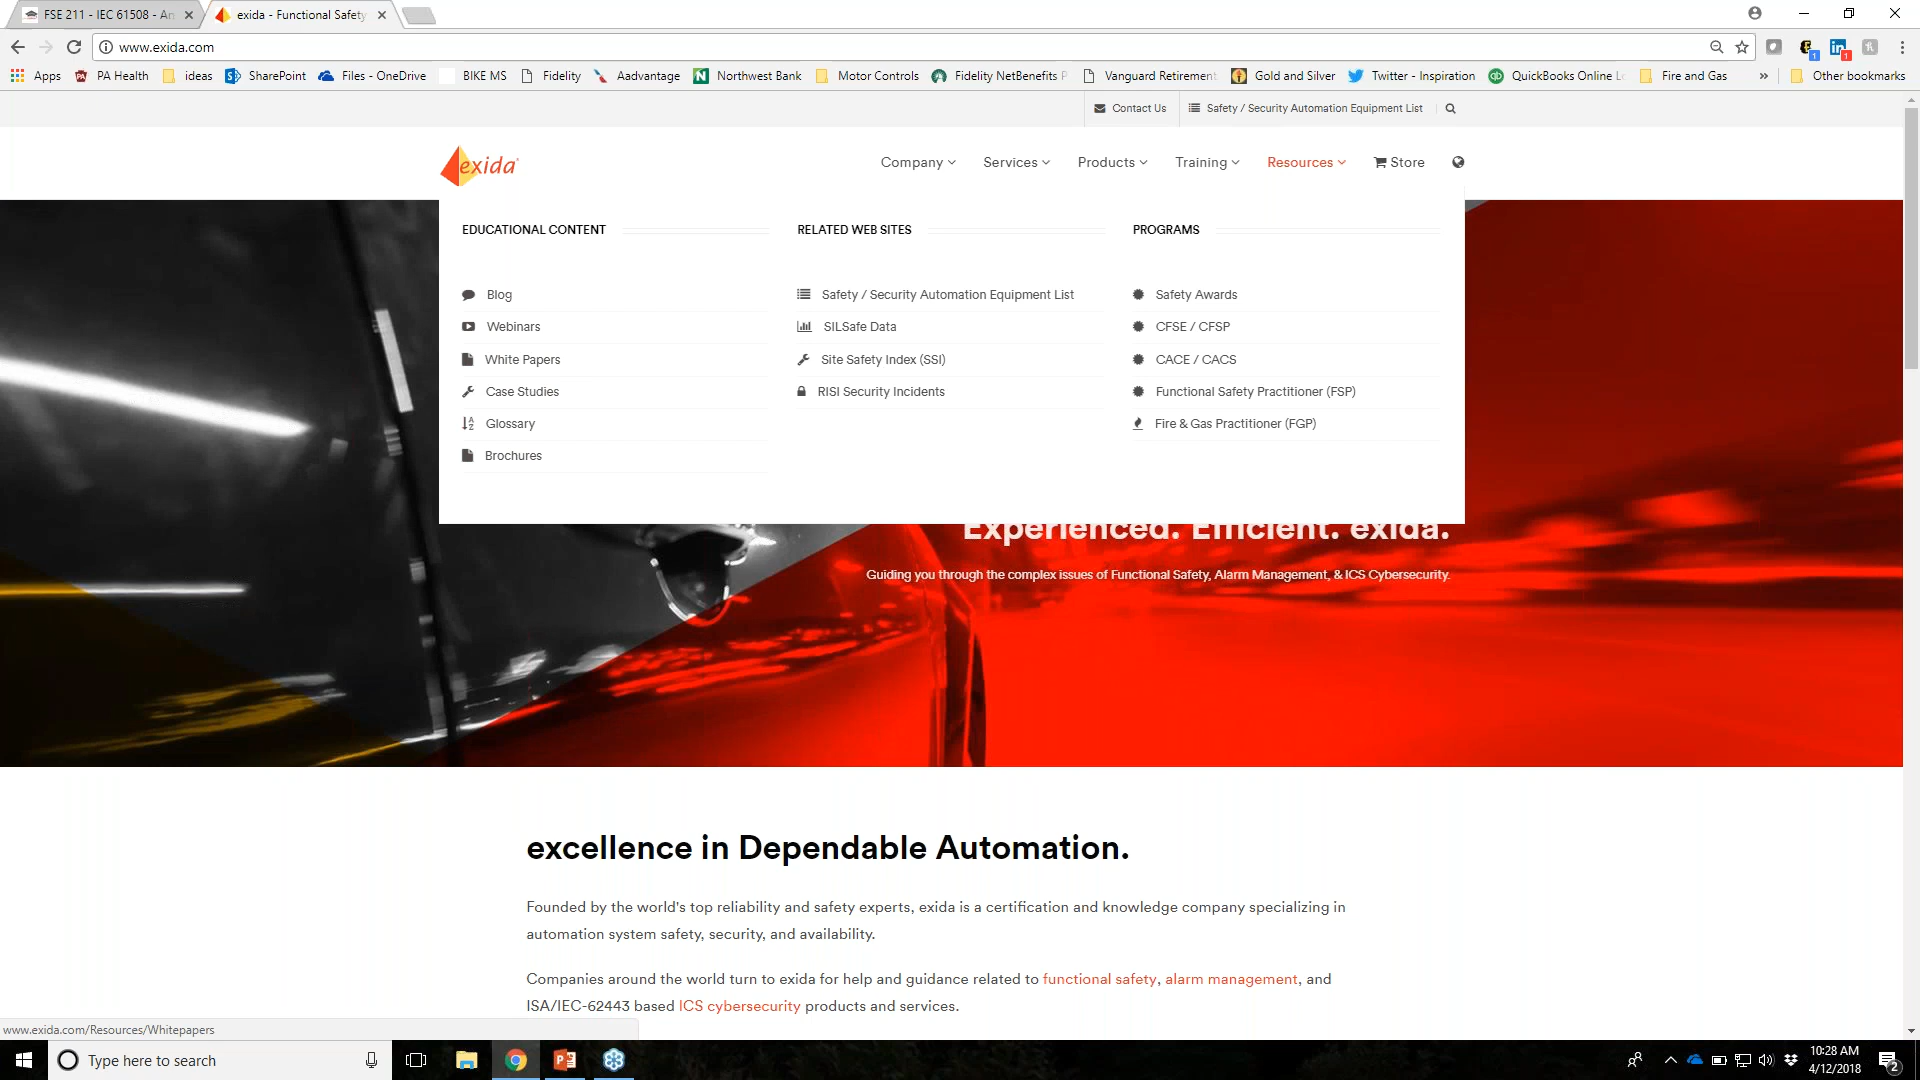 FSE 211 - IEC 61508 - An
exida - Functional Safety
www.exida.com
Apps
PA Health
ideas
SharePoint
Files - OneDrive
BIKE MS
Fidelity
Aadvantage
Northwest Bank
Motor Controls
Fidelity NetBenefits
Vanguard Retirement
Gold and Silver
Twitter - Inspiration
QuickBooks Online
Fire and Gas
»
Other bookmarks
Contact Us
Safety / Security Automation Equipment List
exida
Company
Services
Products
Training
Resources
Store
EDUCATIONAL CONTENT
Blog
Webinars
White Papers
Case Studies
Glossary
Brochures
RELATED WEB SITES
Safety / Security Automation Equipment List
SILSafe Data
Site Safety Index (SSI)
RISI Security Incidents
PROGRAMS
Safety Awards
CFSE / CFSP
CACE / CACS
Functional Safety Practitioner (FSP)
Fire & Gas Practitioner (FGP)
Experienced. Efficient. exida.
Guiding you through the complex issues of Functional Safety, Alarm Management, & ICS Cybersecurity.
excellence in Dependable Automation.
Founded by the world's top reliability and safety experts, exida is a certification and knowledge company specializing in
automation system safety, security, and availability.
Companies around the world turn to exida for help and guidance related to functional safety, alarm management, and
ISA/IEC-62443 based ICS cybersecurity products and services.
www.exida.com/Resources/Whitepapers
Type here to search
10:28 AM
4/12/2018
2